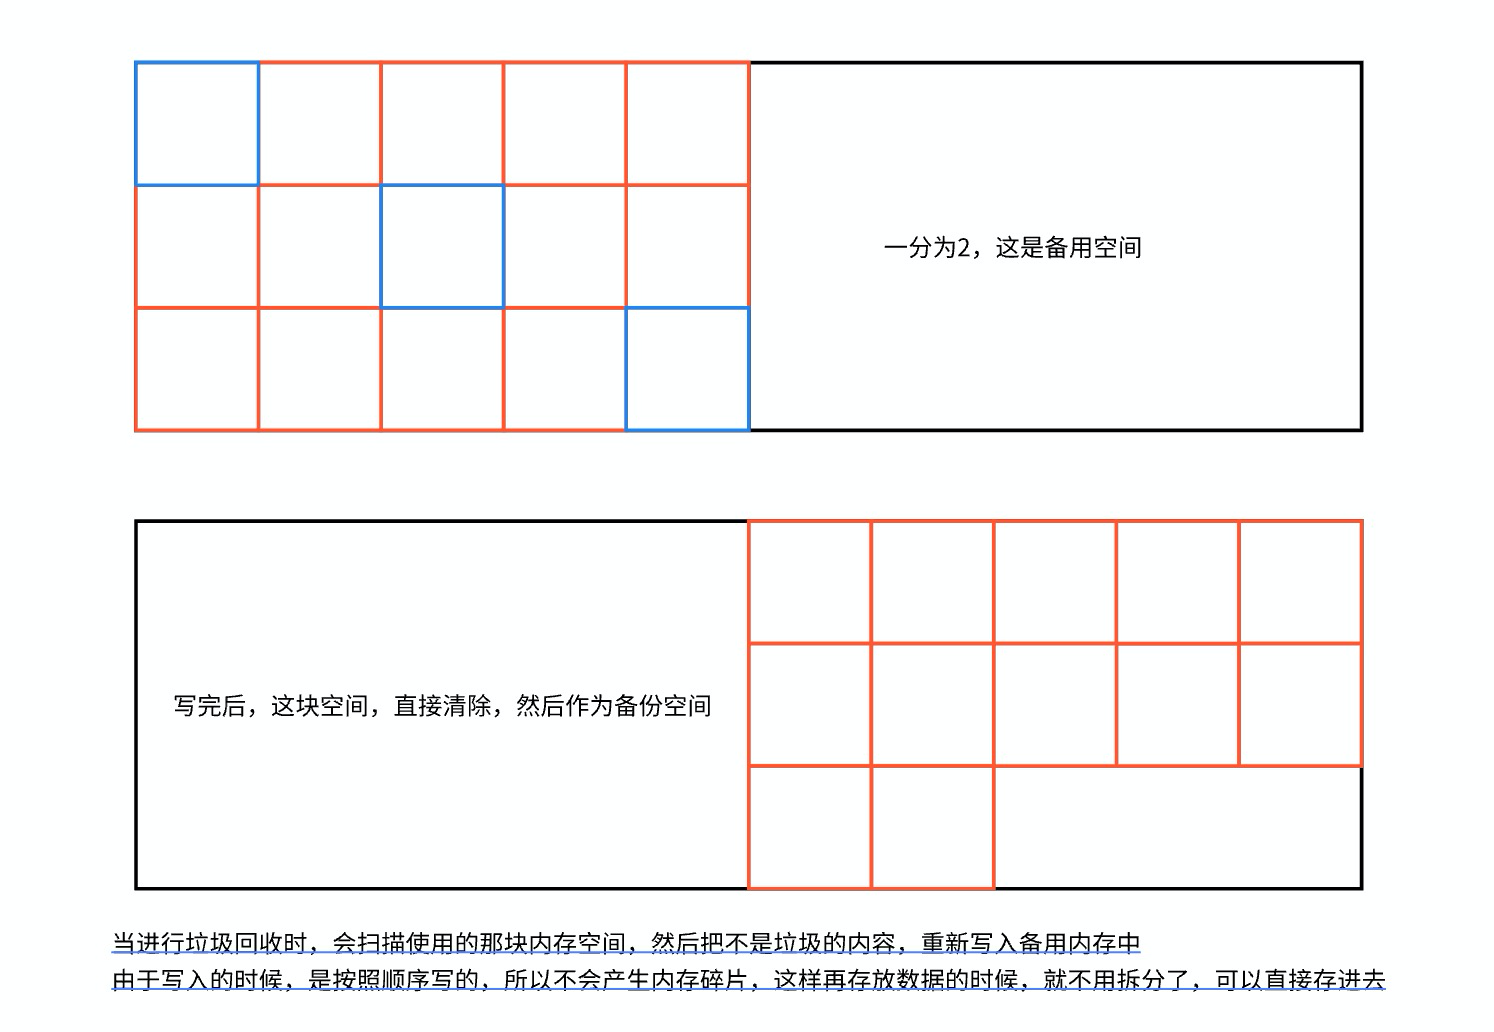 一分为2，这是备用空间
写完后，这块空间，直接清除，然后作为备份空间
当进行垃圾回收时，会扫描使用的那块内存空间，然后把不是垃圾的内容，重新写入备用内存中
由于写入的时候，是按照顺序写的，所以不会产生内存碎片，这样再存放数据的时候，就不用拆分了，可以直接存进去